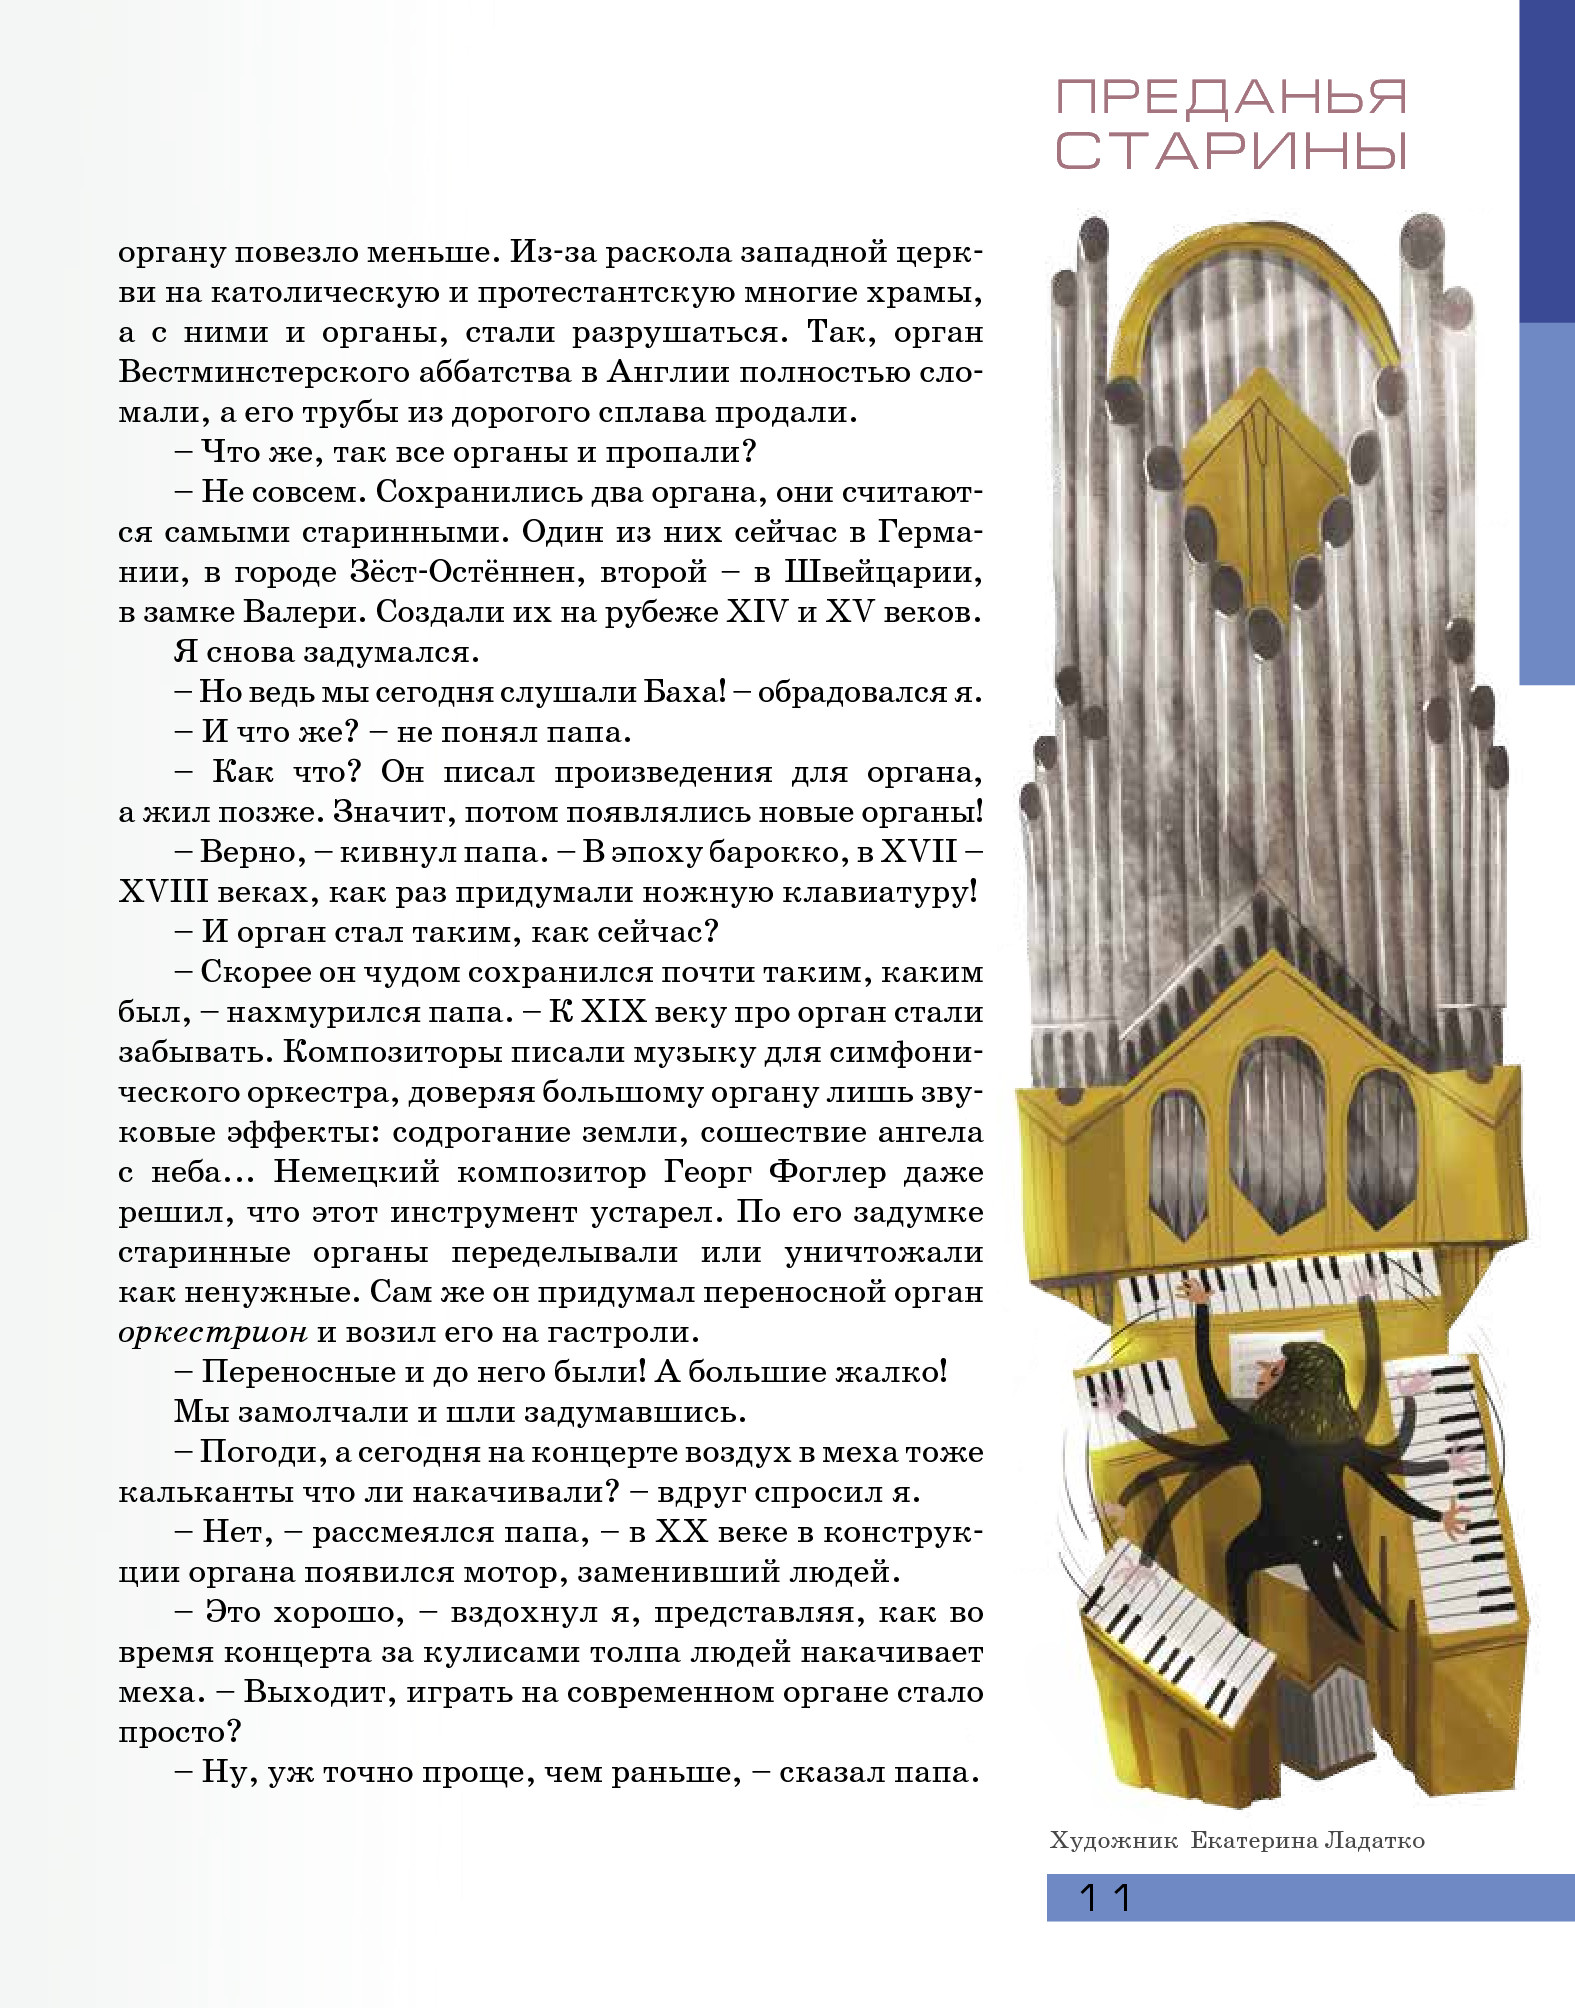 ПРЕДАНЬЯ
СТАРИНЫ
органу повезло меньше. Из-за раскола западной церк-
ви на католическую и протестантскую многие храмы,
а с ними и органы, стали разрушаться. Так, орган
Вестминстерского аббатства в Англии полностью сло-
мали, а его трубы из дорогого сплава продали.
– Что же, так все органы и пропали?
– Не совсем. Сохранились два органа, они считают-
ся самыми старинными. Один из них сейчас в Герма-
нии, в городе Зёст-Остённен, второй – в Швейцарии,
в замке Валери. Создали их на рубеже XIV и XV веков.
Я снова задумался.
– Но ведь мы сегодня слушали Баха! – обрадовался я.
– И что же? – не понял папа.
– Как что? Он писал произведения для органа,
а жил позже. Значит, потом появлялись новые органы!
– Верно, – кивнул папа. – В эпоху барокко, в XVII –
XVIII веках, как раз придумали ножную клавиатуру!
– И орган стал таким, как сейчас?
– Скорее он чудом сохранился почти таким, каким
был, – нахмурился папа. – К XIX веку про орган стали
забывать. Композиторы писали музыку для симфони-
ческого оркестра, доверяя большому органу лишь зву-
ковые эффекты: содрогание земли, сошествие ангела
с неба... Немецкий композитор Георг Фоглер даже
решил, что этот инструмент устарел. По его задумке
старинные органы переделывали или уничтожали
как ненужные. Сам же он придумал переносной орган
оркестрион и возил его на гастроли.
– Переносные и до него были! А большие жалко!
Мы замолчали и шли задумавшись.
– Погоди, а сегодня на концерте воздух в меха тоже
кальканты что ли накачивали? – вдруг спросил я.
– Нет, – рассмеялся папа, – в XX веке в конструк-
ции органа появился мотор, заменивший людей.
– Это хорошо, – вздохнул я, представляя, как во
время концерта за кулисами толпа людей накачивает
меха. – Выходит, играть на современном органе стало
просто?
– Ну, уж точно проще, чем раньше, – сказал папа.
Художник Екатерина Ладатко
11